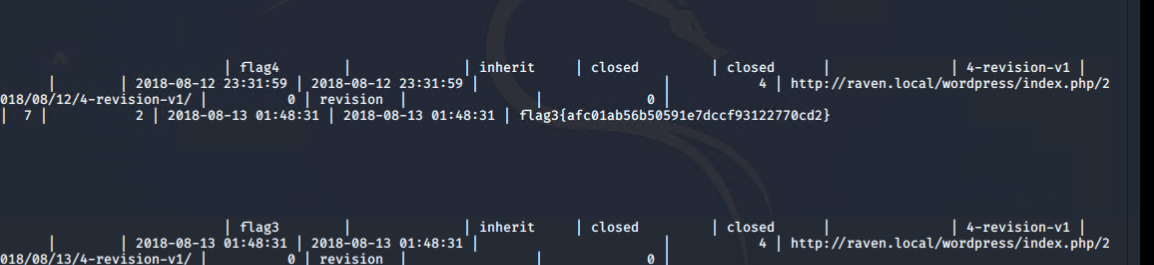 | flag4 | | inherit | closed | closed | | 4-revision-v1 |
| | 2018-08-12 23:31:59 | 2018-08-12 23:31:59 | | 4 | http://raven.local/wordpress/index.php/2
018/08/12/4-revision-v1/ | 0 | revision | | 0 |
| 7 | 2 | 2018-08-13 01:48:31 | 2018-08-13 01:48:31 | flag3{afc01ab56b50591e7dccf93122770cd2}
| flag3 | | inherit | closed | closed | | 4-revision-v1 |
| | 2018-08-13 01:48:31 | 2018-08-13 01:48:31 | | 4 | http://raven.local/wordpress/index.php/2
018/08/13/4-revision-v1/ | 0 | revision | | 0 |